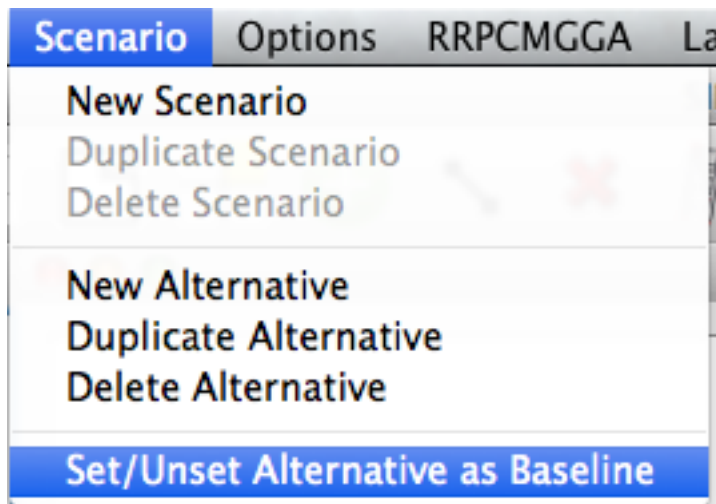 Scenario Options RRPCMGGA La
New Scenario
Duplicate Scenario
Delete Scenario
New Alternative
Duplicate Alternative
Delete Alternative
Set/Unset Alternative as Baseline